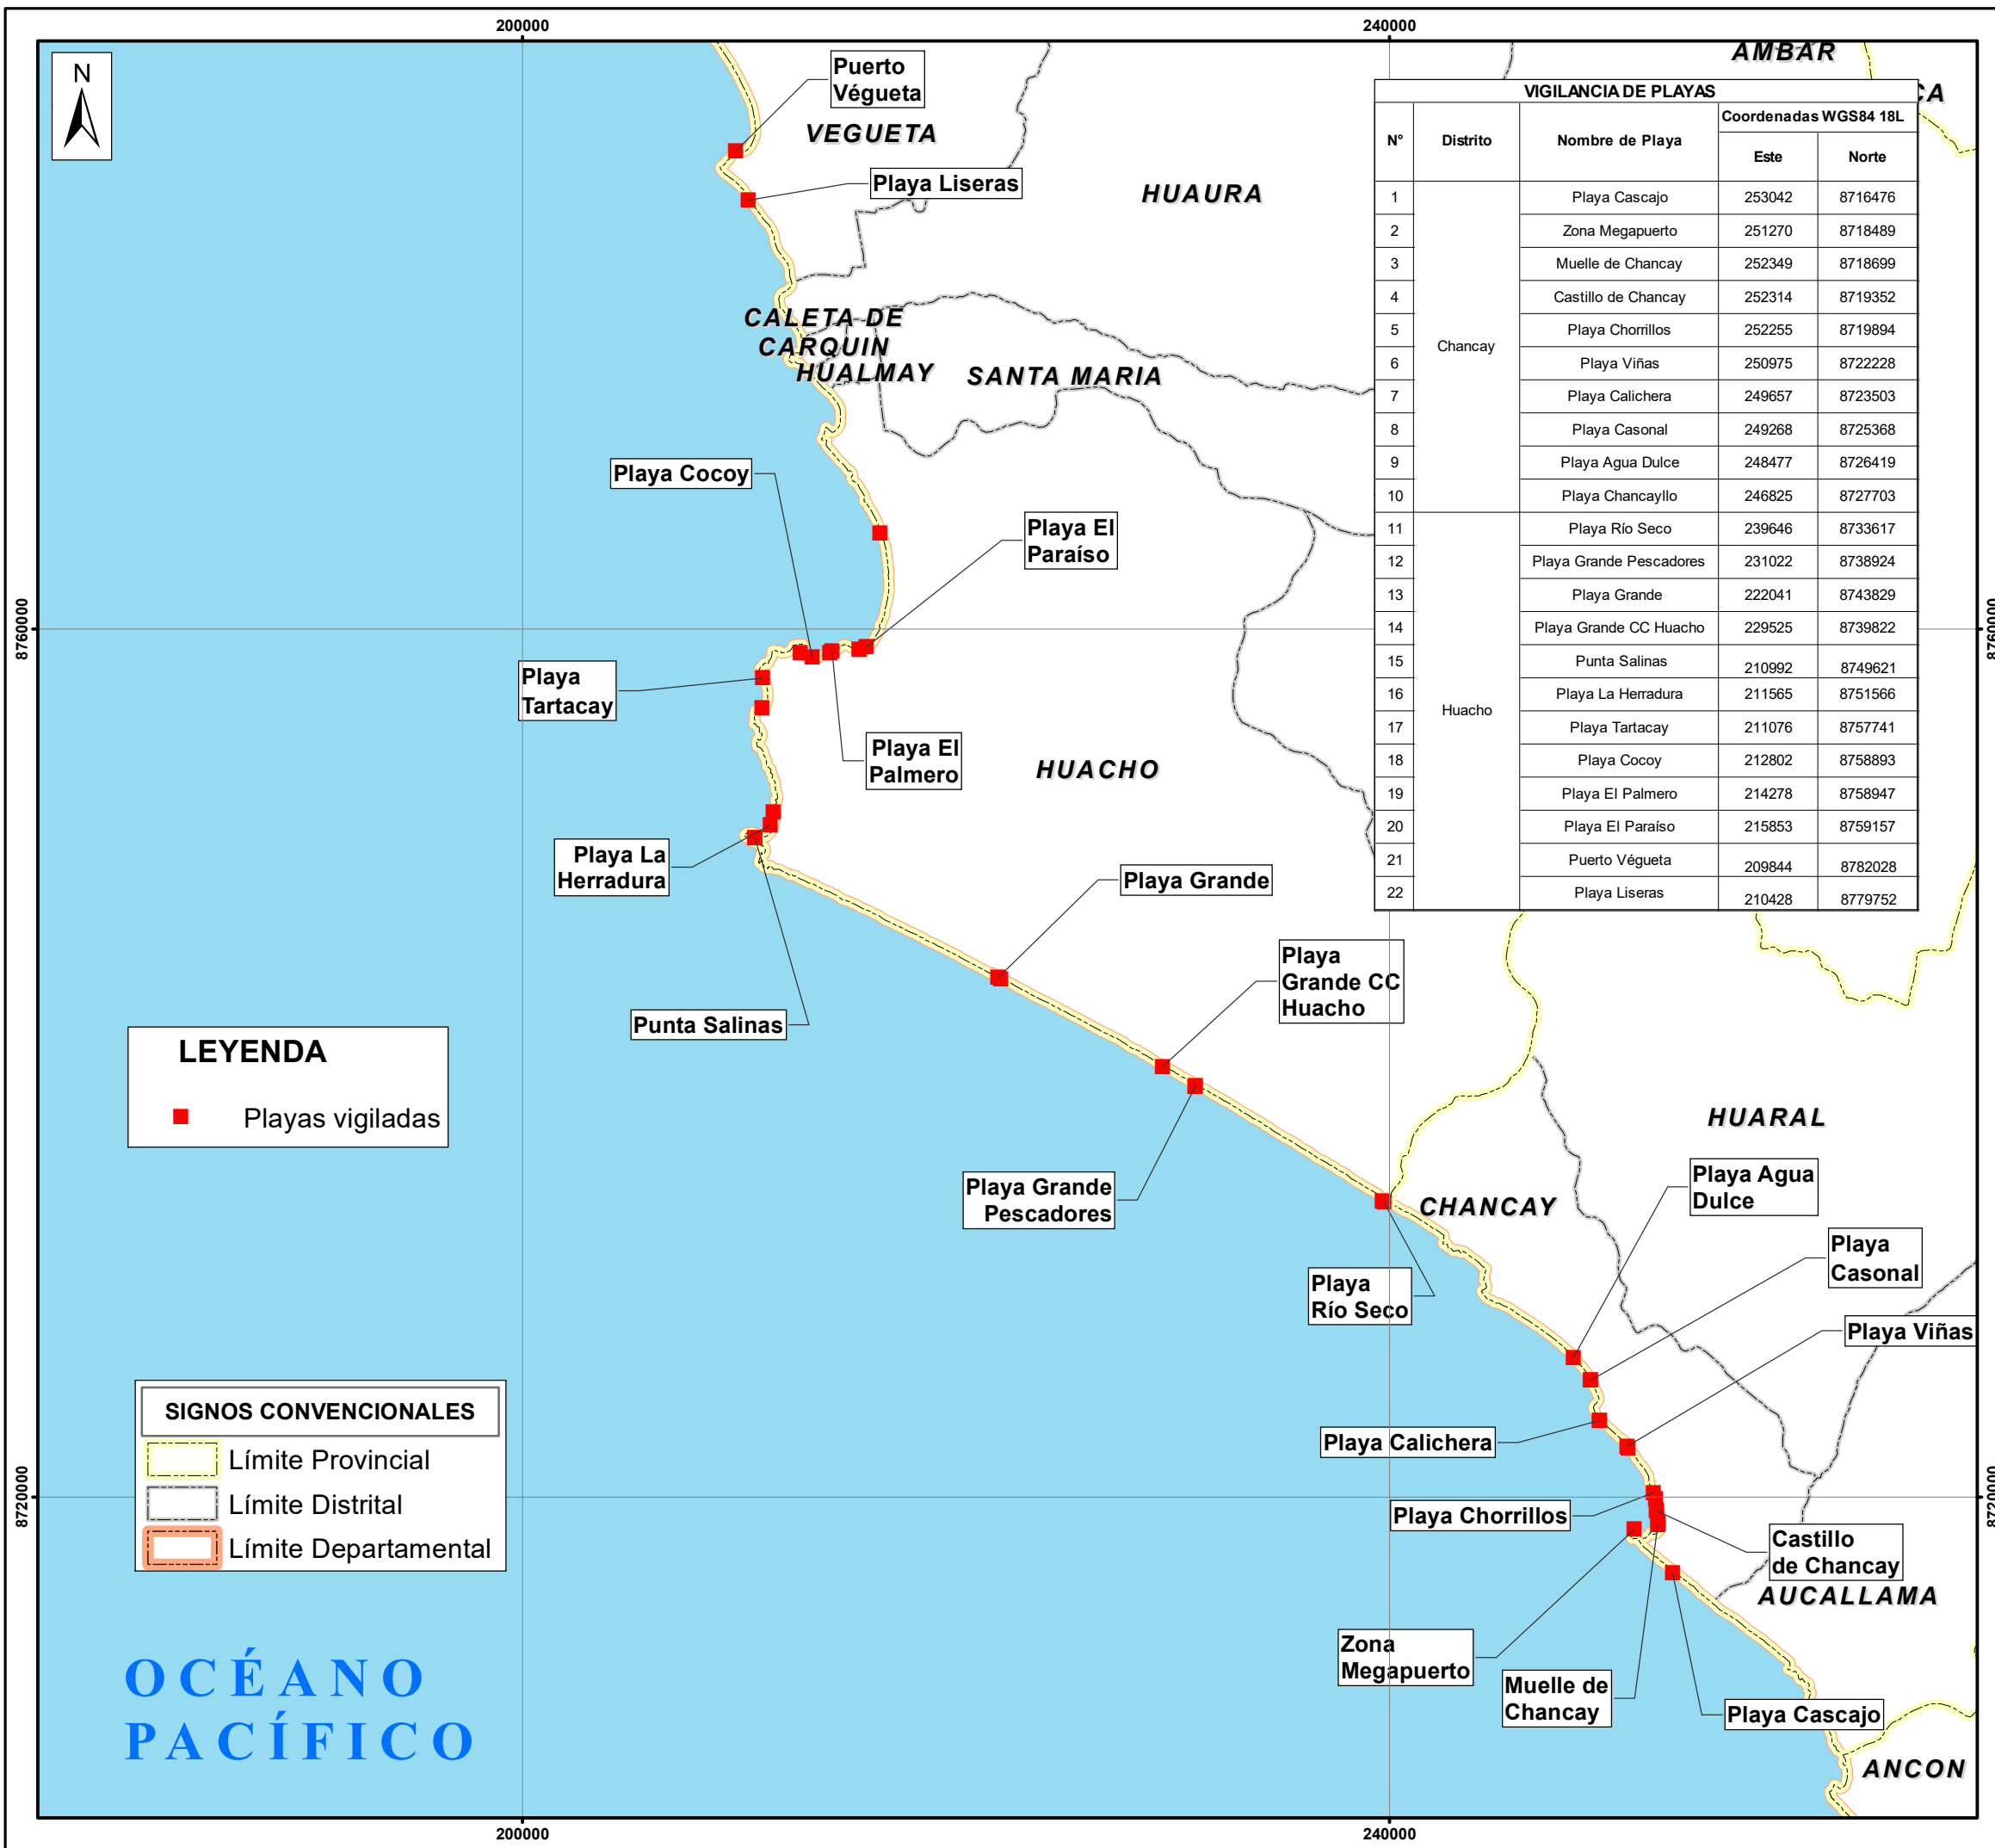 200000
240000
N
Puerto
Végueta
VEGUETA
Playa Liseras
HUAURA
AMBAR
CA
CALETA DE
CARQUIN
HUALMAY
SANTA MARIA
VIGILANCIA DE PLAYAS
N° Distrito Nombre de Playa Coordenadas WGS84 18L
Este Norte
1 Playa Cascajo 253042 8716476
2 Zona Megapuerto 251270 8718489
3 Muelle de Chancay 252349 8718699
4 Castillo de Chancay 252314 8719352
5 Playa Chorrillos 252255 8719894
Chancay
6 Playa Viñas 250975 8722228
7 Playa Calichera 249657 8723503
8 Playa Casonal 249268 8725368
9 Playa Agua Dulce 248477 8726419
10 Playa Chancayllo 246825 8727703
11 Playa Río Seco 239646 8733617
12 Playa Grande Pescadores 231022 8738924
13 Playa Grande 222041 8743829
14 Playa Grande CC Huacho 229525 8739822
15 Punta Salinas 210992 8749621
16 Playa La Herradura 211565 8751566
Huacho
17 Playa Tartacay 211076 8757741
18 Playa Cocoy 212802 8758893
19 Playa El Palmero 214278 8758947
20 Playa El Paraíso 215853 8759157
21 Puerto Végueta 209844 8782028
22 Playa Liseras 210428 8779752
Playa Cocoy
Playa El
Paraíso
8760000
8760000
Playa
Tartacay
Playa El
Palmero
HUACHO
Playa La
Herradura
Playa Grande
Playa
Grande CC
Huacho
Punta Salinas
LEYENDA
Playas vigiladas
HUARAL
Playa Grande
Pescadores
CHANCAY
Playa Agua
Dulce
Playa
Casonal
Playa
Río Seco
Playa Viñas
SIGNOS CONVENCIONALES
Límite Provincial
Límite Distrital
Límite Departamental
Playa Calichera
8720000
8720000
Playa Chorrillos
Castillo
de Chancay
AUCALLAMA
Zona
Megapuerto
Muelle de
Chancay
Playa Cascajo
OCÉANO
PACÍFICO
ANCON
200000
240000